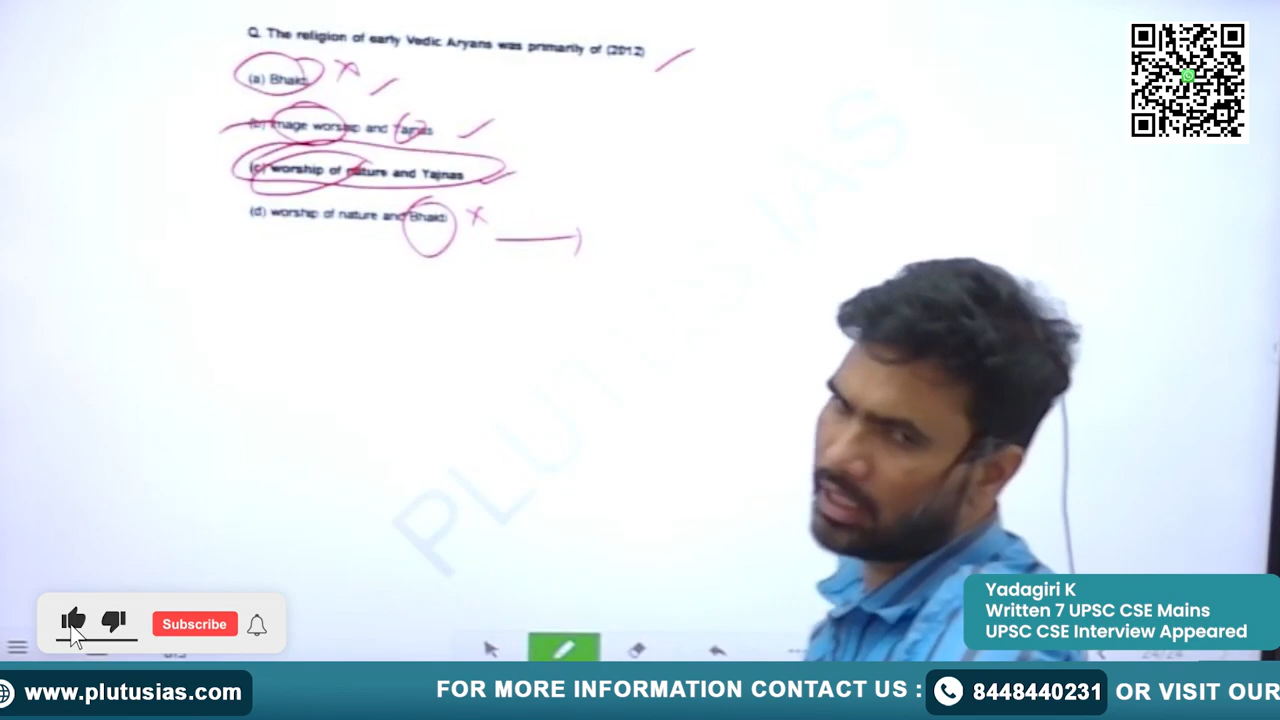 Q. The religion of early Vedic Aryans was primarily of (2012)
(a) Bhakti
(b) image worship and Yajnas
(c) worship of nature and Yajnas
(d) worship of nature and Bhakti
PLUTUS IAS
Yadagiri K
Written 7 UPSC CSE Mains
UPSC CSE Interview Appeared
Subscribe
www.plutusias.com
FOR MORE INFORMATION CONTACT US :
8448440231
OR VISIT OUR